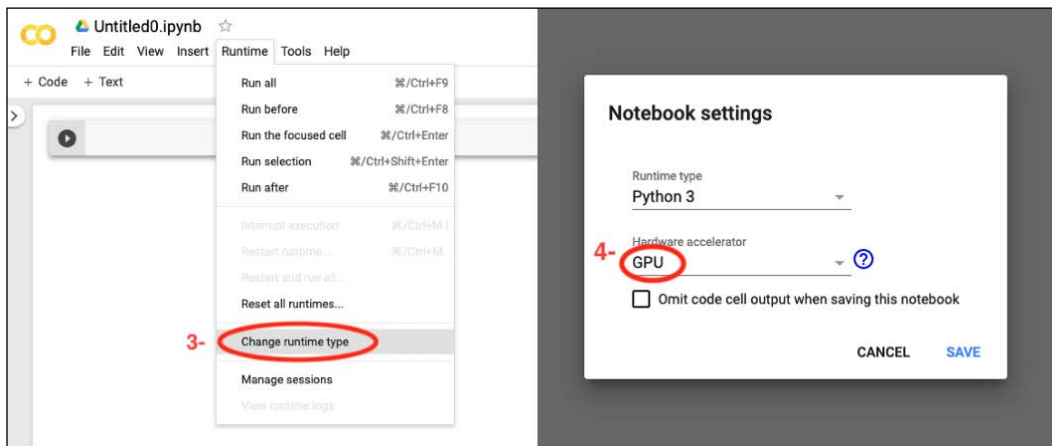 Untitled0.ipynb
File Edit View Insert Runtime Tools Help
+ Code + Text
Run all ⌘/Ctrl+F9
Run before ⌘/Ctrl+F8
Run the focused cell ⌘/Ctrl+Enter
Run selection ⌘/Ctrl+Shift+Enter
Run after ⌘/Ctrl+F10
Interrupt execution ⌘/Ctrl+M I
Restart runtime... ⌘/Ctrl+M .
Restart and run all...
Reset all runtimes...
3- Change runtime type
Manage sessions
View runtime logs
Notebook settings
Runtime type
Python 3
Hardware accelerator
4- GPU
Omit code cell output when saving this notebook
CANCEL SAVE